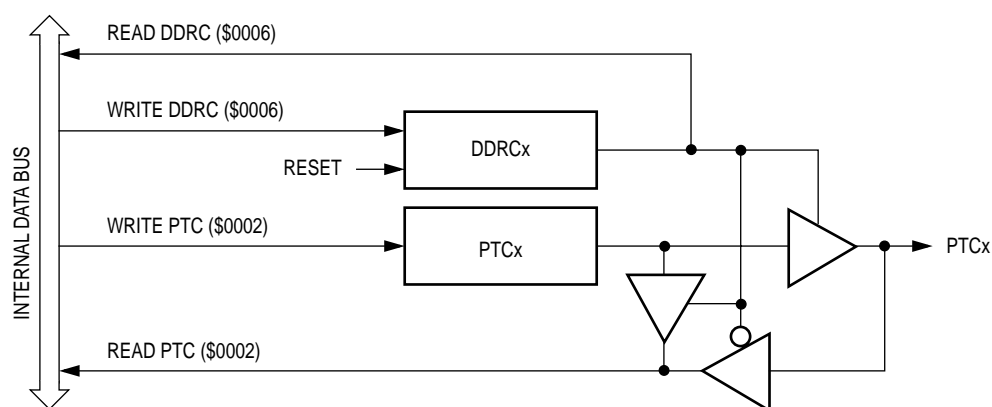 READ DDRC ($0006)
WRITE DDRC ($0006)
DDRCx
RESET
WRITE PTC ($0002)
PTCx
PTCx
READ PTC ($0002)
INTERNAL DATA BUS